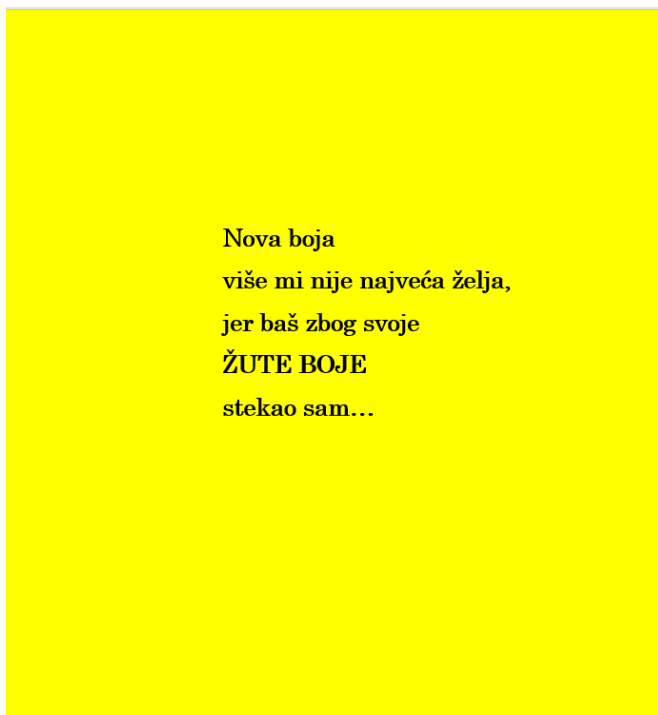 Nova boja
više mi nije najveća želja,
jer baš zbog svoje
ŽUTE BOJE
stekao sam...